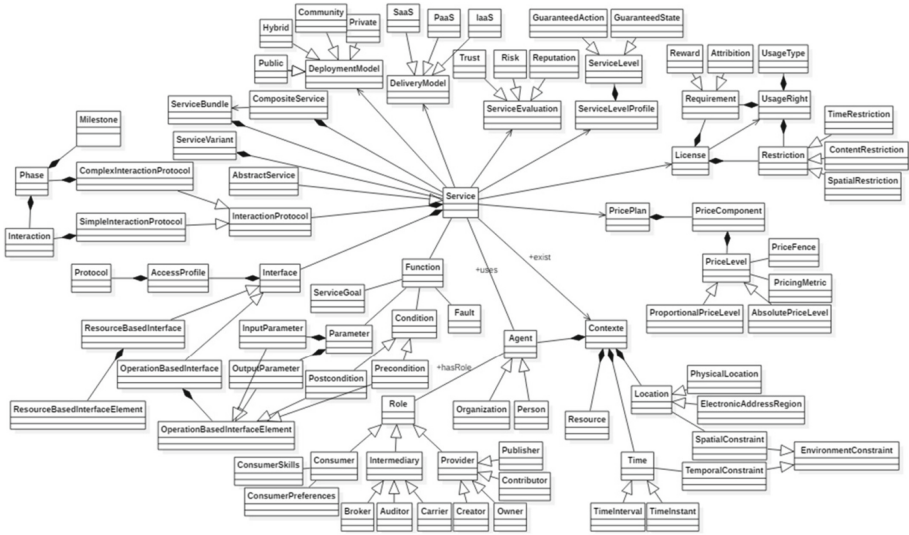 Community
SaaS
PaaS
IaaS
GuaranteedAction
GuaranteedState
Hybrid
Private
Public
DeploymentModel
DeliveryModel
Trust
Risk
Reputation
ServiceLevel
Reward
Attribition
UsageType
ServiceBundle
CompositeService
ServiceEvaluation
ServiceLevelProfile
Requirement
UsageRight
Milestone
ServiceVariant
TimeRestriction
License
Restriction
ContentRestriction
Phase
ComplexInteractionProtocol
AbstractService
SpatialRestriction
Service
SimpleInteractionProtocol
InteractionProtocol
PricePlan
PriceComponent
Interaction
PriceFence
Protocol
AccessProfile
Interface
Function
+uses
+exist
PriceLevel
PricingMetric
ServiceGoal
Fault
ProportionalPriceLevel
AbsolutePriceLevel
ResourceBasedInterface
InputParameter
Parameter
Condition
Agent
Contexte
OperationBasedInterface
OutputParameter
Postcondition
Precondition
+hasRole
PhysicalLocation
Location
ElectronicAddressRegion
ResourceBasedInterfaceElement
Role
Organization
Person
Resource
OperationBasedInterfaceElement
SpatialConstraint
EnvironmentConstraint
ConsumerSkills
Consumer
Intermediary
Provider
Publisher
Time
TemporalConstraint
Contributor
ConsumerPreferences
Broker
Auditor
Carrier
Creator
Owner
TimeInterval
TimeInstant